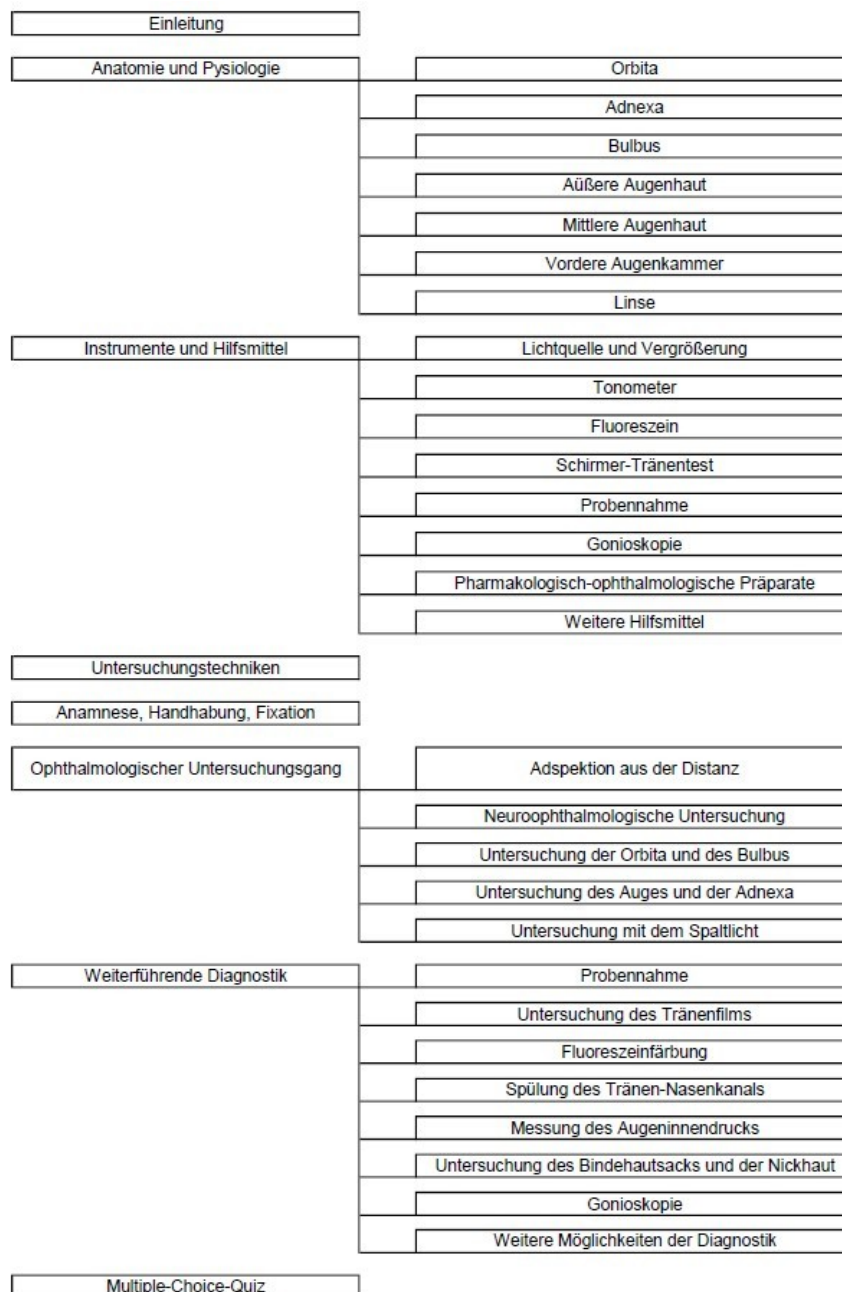 Einleitung
Anatomie und Pysiologie
Orbita
Adnexa
Bulbus
Aüßere Augenhaut
Mittlere Augenhaut
Vordere Augenkammer
Linse
Instrumente und Hilfsmittel
Lichtquelle und Vergrößerung
Tonometer
Fluoreszein
Schirmer-Tränentest
Probennahme
Gonioskopie
Pharmakologisch-ophthalmologische Präparate
Weitere Hilfsmittel
Untersuchungstechniken
Anamnese, Handhabung, Fixation
Ophthalmologischer Untersuchungsgang
Adspektion aus der Distanz
Neuroophthalmologische Untersuchung
Untersuchung der Orbita und des Bulbus
Untersuchung des Auges und der Adnexa
Untersuchung mit dem Spaltlicht
Weiterführende Diagnostik
Probennahme
Untersuchung des Tränenfilms
Fluoreszeinfärbung
Spülung des Tränen-Nasenkanals
Messung des Augeninnendrucks
Untersuchung des Bindehautsacks und der Nickhaut
Gonioskopie
Weitere Möglichkeiten der Diagnostik
Multiple-Choice-Quiz